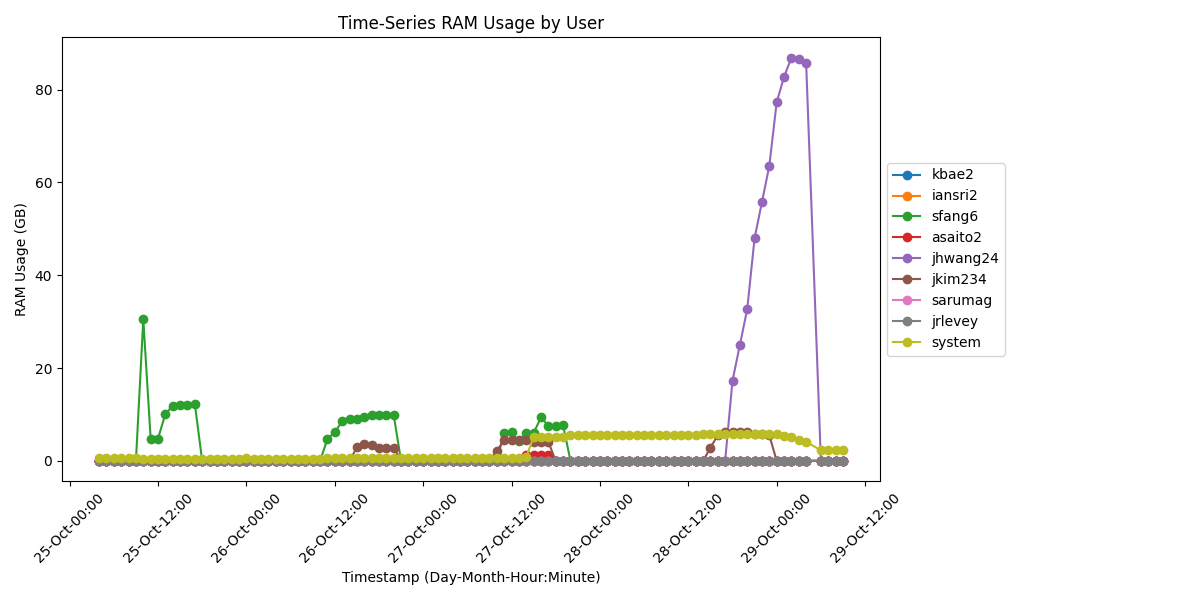 Time-Series RAM Usage by User
RAM Usage (GB)
80
60
40
20
0
25-Oct-00:00
25-Oct-12:00
26-Oct-00:00
26-Oct-12:00
27-Oct-00:00
27-Oct-12:00
28-Oct-00:00
28-Oct-12:00
29-Oct-00:00
29-Oct-12:00
Timestamp (Day-Month-Hour:Minute)
kbae2
iansri2
sfang6
asaito2
jhwang24
jkim234
sarumag
jrlevey
system